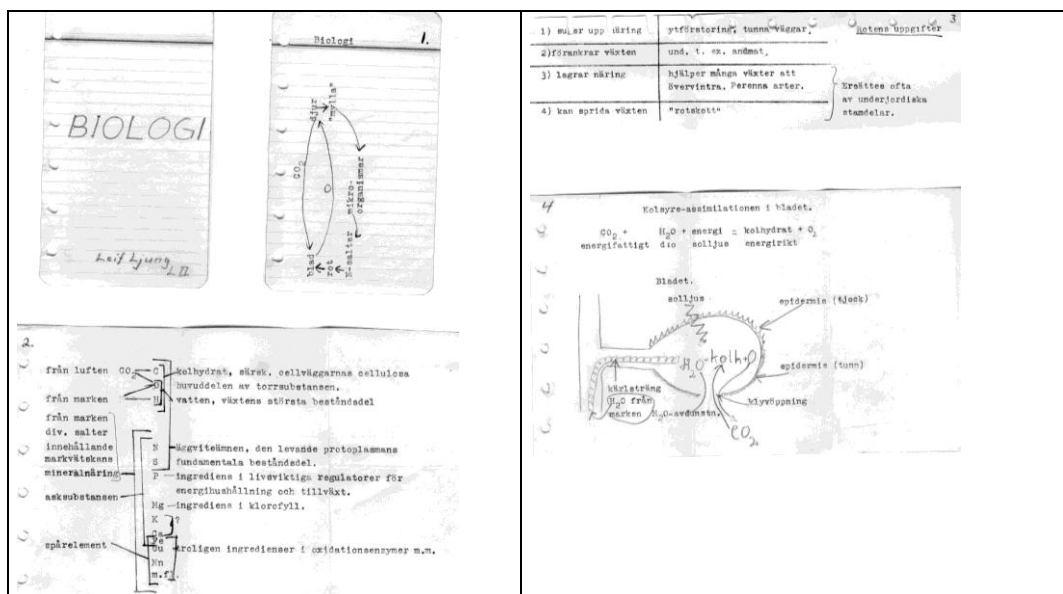 BIOLOGI
Leif Ljung
L II
Biologi
1.
djur
"mylla"
CO2
O
mikro-
organismer
blad
rot
N-salter
2.
från luften CO2 C kolhydrat, särsk. cellväggarnas cellulosa
O huvuddelen av torrsubstansen.
från marken H vatten, växtens största beståndsdel
från marken
div. salter
innehållande N äggviteämnen, den levande protoplasmans
markvätskans S fundamentala beståndsdel.
mineralnäring P ingrediens i livsviktiga regulatorer för
energihushållning och tillväxt.
asksubstansen
Mg ingrediens i klorofyll.
K ?
Ca
Fe
spårelement Cu troligen ingredienser i oxidationsenzymer m.m.
Mn
m.fl.
3
Rotens uppgifter
1) suger upp näring ytförstoring, tunna väggar,
2) förankrar växten und. t. ex. andmat,
3) lagrar näring hjälper många växter att
övervintra. Perenna arter.
4) kan sprida växten "rotskott"
Ersättes ofta
av underjordiska
stamdelar.
4
Kolsyre-assimilationen i bladet.
CO2 + H2O + energi = kolhydrat + O2
energifattigt d:o solljus energirikt
Bladet.
solljus
epidermis (tjock)
H2O kolh+O
epidermis (tunn)
kärlsträng
H2O från
marken
H2O-avdunstn.
klyvöppning
CO2